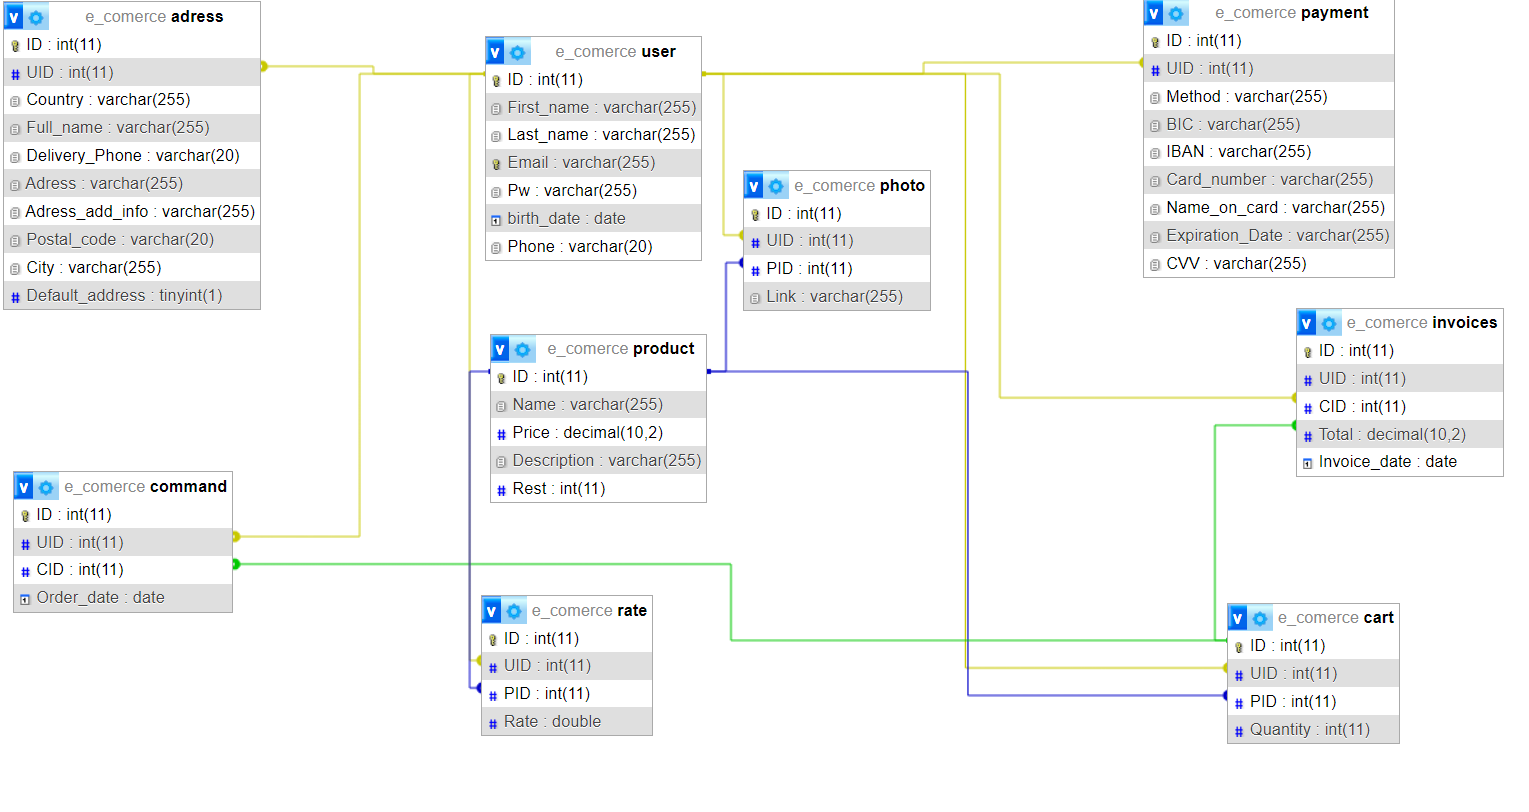 e_comerce adress
ID : int(11)
UID : int(11)
Country : varchar(255)
Full_name : varchar(255)
Delivery_Phone : varchar(20)
Adress : varchar(255)
Adress_add_info : varchar(255)
Postal_code : varchar(20)
City : varchar(255)
Default_address : tinyint(1)
e_comerce user
ID : int(11)
First_name : varchar(255)
Last_name : varchar(255)
Email : varchar(255)
Pw : varchar(255)
birth_date : date
Phone : varchar(20)
e_comerce payment
ID : int(11)
UID : int(11)
Method : varchar(255)
BIC : varchar(255)
IBAN : varchar(255)
Card_number : varchar(255)
Name_on_card : varchar(255)
Expiration_Date : varchar(255)
CVV : varchar(255)
e_comerce photo
ID : int(11)
UID : int(11)
PID : int(11)
Link : varchar(255)
e_comerce product
ID : int(11)
Name : varchar(255)
Price : decimal(10,2)
Description : varchar(255)
Rest : int(11)
e_comerce invoices
ID : int(11)
UID : int(11)
CID : int(11)
Total : decimal(10,2)
Invoice_date : date
e_comerce command
ID : int(11)
UID : int(11)
CID : int(11)
Order_date : date
e_comerce rate
ID : int(11)
UID : int(11)
PID : int(11)
Rate : double
e_comerce cart
ID : int(11)
UID : int(11)
PID : int(11)
Quantity : int(11)